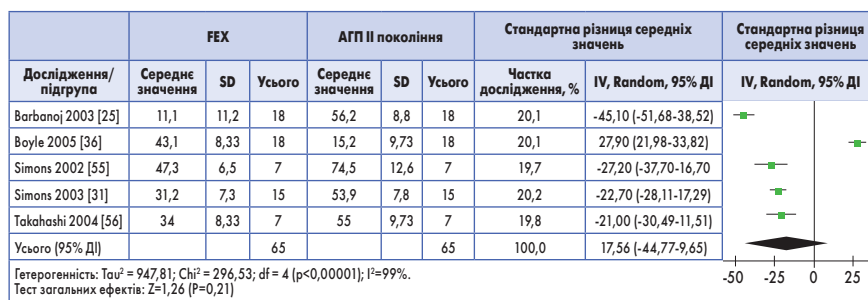 FEX АГП II покоління Стандартна різниця середніх значень Стандартна різниця середніх значень
Дослідження/підгрупа Середнє значення SD Усього Середнє значення SD Усього Частка дослідження, % IV, Random, 95% ДІ IV, Random, 95% ДІ
Barbanoj 2003 [25] 11,1 11,2 18 56,2 8,8 18 20,1 -45,10 (-51,68-38,52)
Boyle 2005 [36] 43,1 8,33 18 15,2 9,73 18 20,1 27,90 (21,98-33,82)
Simons 2002 [55] 47,3 6,5 7 74,5 12,6 7 19,7 -27,20 (-37,70-16,70
Simons 2003 [31] 31,2 7,3 15 53,9 7,8 15 20,2 -22,70 (-28,11-17,29)
Takahashi 2004 [56] 34 8,33 7 55 9,73 7 19,8 -21,00 (-30,49-11,51)
Усього (95% ДІ) 65 65 100,0 17,56 (-44,77-9,65)
Гетерогенність: Tau² = 947,81; Chi² = 296,53; df = 4 (p<0,00001); I²=99%.
Тест загальних ефектів: Z=1,26 (P=0,21)
-50 -25 0 25 50